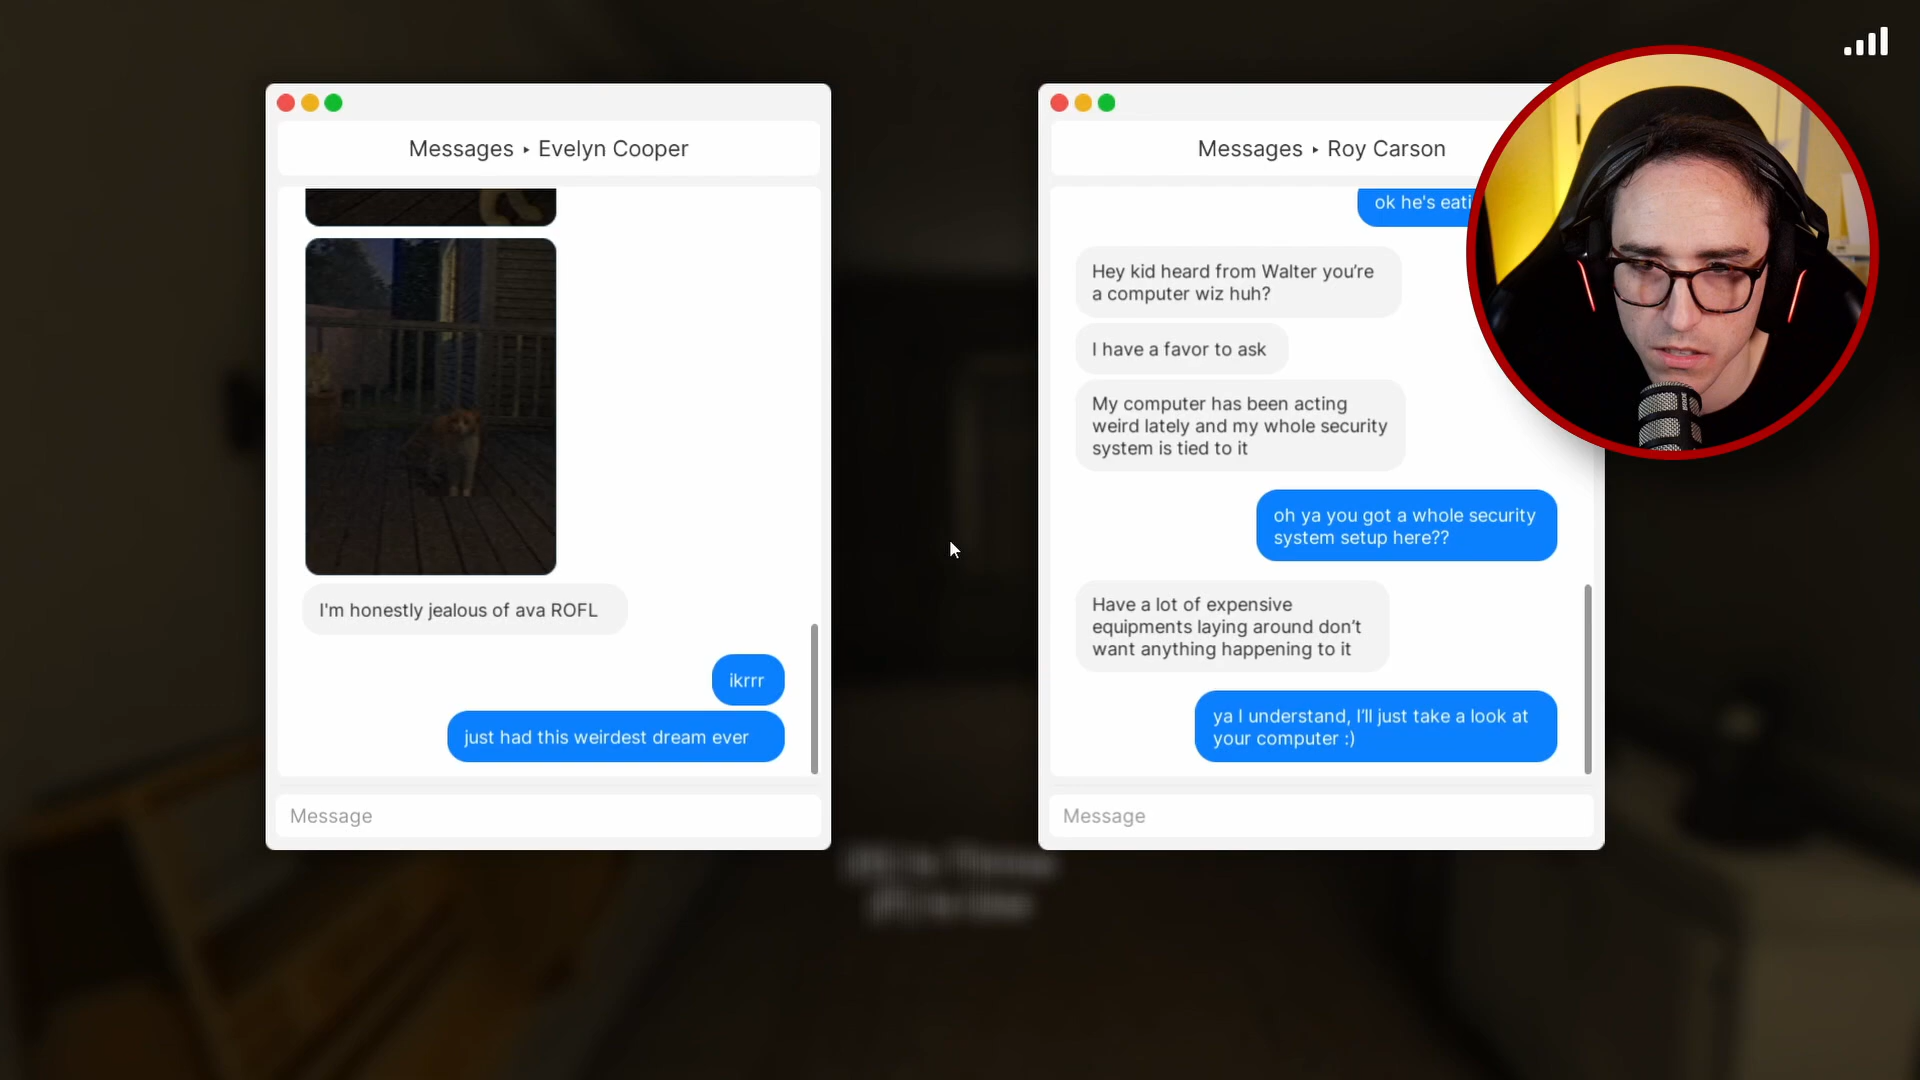 Messages ▸ Evelyn Cooper
I'm honestly jealous of ava ROFL
ikrrr
just had this weirdest dream ever
Message
Messages ▸ Roy Carson
ok he's eati
Hey kid heard from Walter you’re
a computer wiz huh?
I have a favor to ask
My computer has been acting
weird lately and my whole security
system is tied to it
oh ya you got a whole security
system setup here??
Have a lot of expensive
equipments laying around don’t
want anything happening to it
ya I understand, I’ll just take a look at
your computer :)
Message